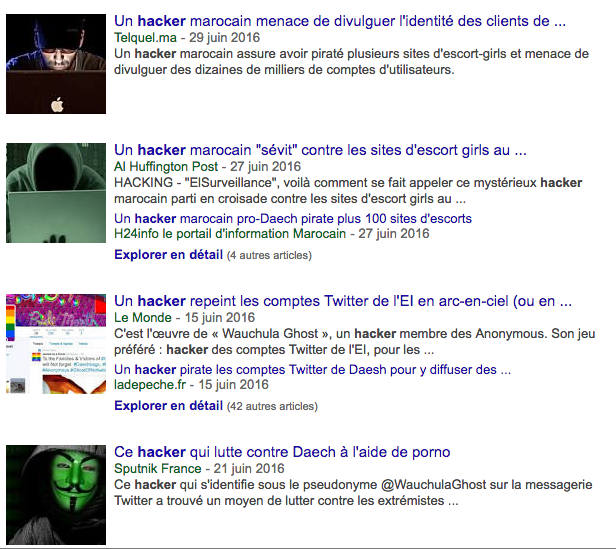 Un hacker marocain menace de divulguer l'identité des clients de ...
Telquel.ma - 29 juin 2016
Un hacker marocain assure avoir piraté plusieurs sites d'escort-girls et menace de
divulguer des dizaines de milliers de comptes d'utilisateurs.
Un hacker marocain "sévit" contre les sites d'escort girls au ...
Al Huffington Post - 27 juin 2016
HACKING - "ElSurveillance", voilà comment se fait appeler ce mystérieux hacker
marocain parti en croisade contre les sites d'escort girls au ...
Un hacker marocain pro-Daech pirate plus 100 sites d'escorts
H24info le portail d'information Marocain - 27 juin 2016
Explorer en détail (4 autres articles)
Un hacker repeint les comptes Twitter de l'EI en arc-en-ciel (ou en ...
Le Monde - 15 juin 2016
C'est l'œuvre de « Wauchula Ghost », un hacker membre des Anonymous. Son jeu
préféré : hacker des comptes Twitter de l'EI, pour les ...
Un hacker pirate les comptes Twitter de Daesh pour y diffuser des ...
ladepeche.fr - 15 juin 2016
Explorer en détail (42 autres articles)
Ce hacker qui lutte contre Daech à l'aide de porno
Sputnik France - 21 juin 2016
Ce hacker qui s'identifie sous le pseudonyme @WauchulaGhost sur la messagerie
Twitter a trouvé un moyen de lutter contre les extrémistes ...